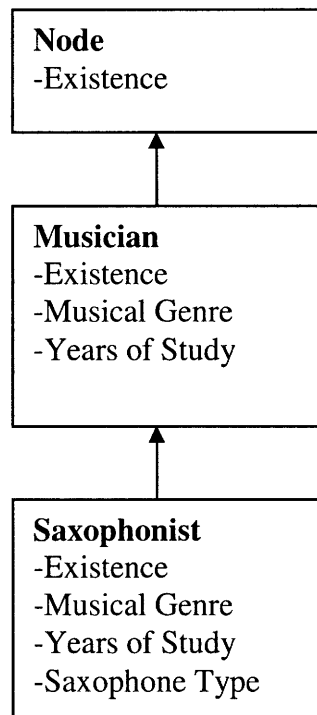 Node
-Existence
Musician
-Existence
-Musical Genre
-Years of Study
Saxophonist
-Existence
-Musical Genre
-Years of Study
-Saxophone Type